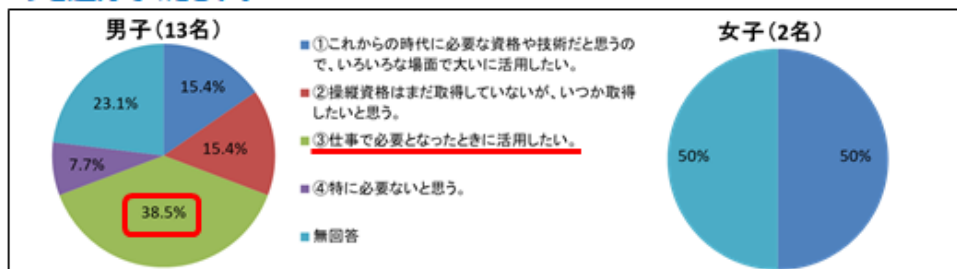 男子（13名）
15.4%
15.4%
38.5%
7.7%
23.1%
①これからの時代に必要な資格や技術だと思うの
で、いろいろな場面で大いに活用したい。
②操縦資格はまだ取得していないが、いつか取得
したいと思う。
③仕事で必要となったときに活用したい。
④特に必要ないと思う。
無回答
女子（2名）
50%
50%